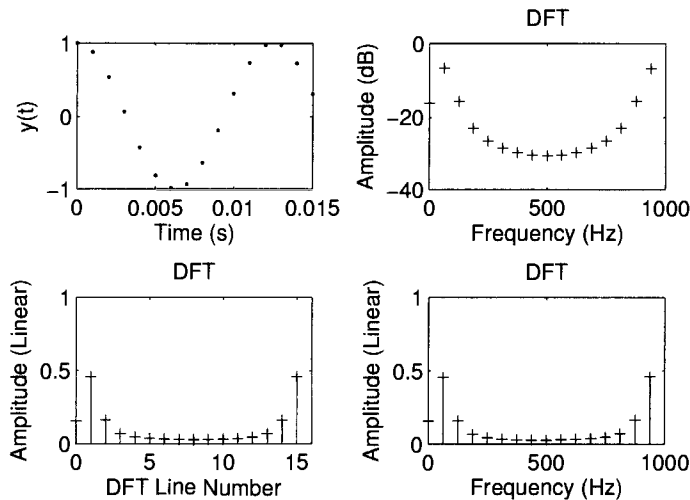 DFT
1
0
−1
y(t)
0
0.005
0.01
0.015
Time (s)
0
−20
−40
Amplitude (dB)
0
500
1000
Frequency (Hz)
DFT
DFT
1
0.5
0
Amplitude (Linear)
0
5
10
15
DFT Line Number
1
0.5
0
Amplitude (Linear)
0
500
1000
Frequency (Hz)